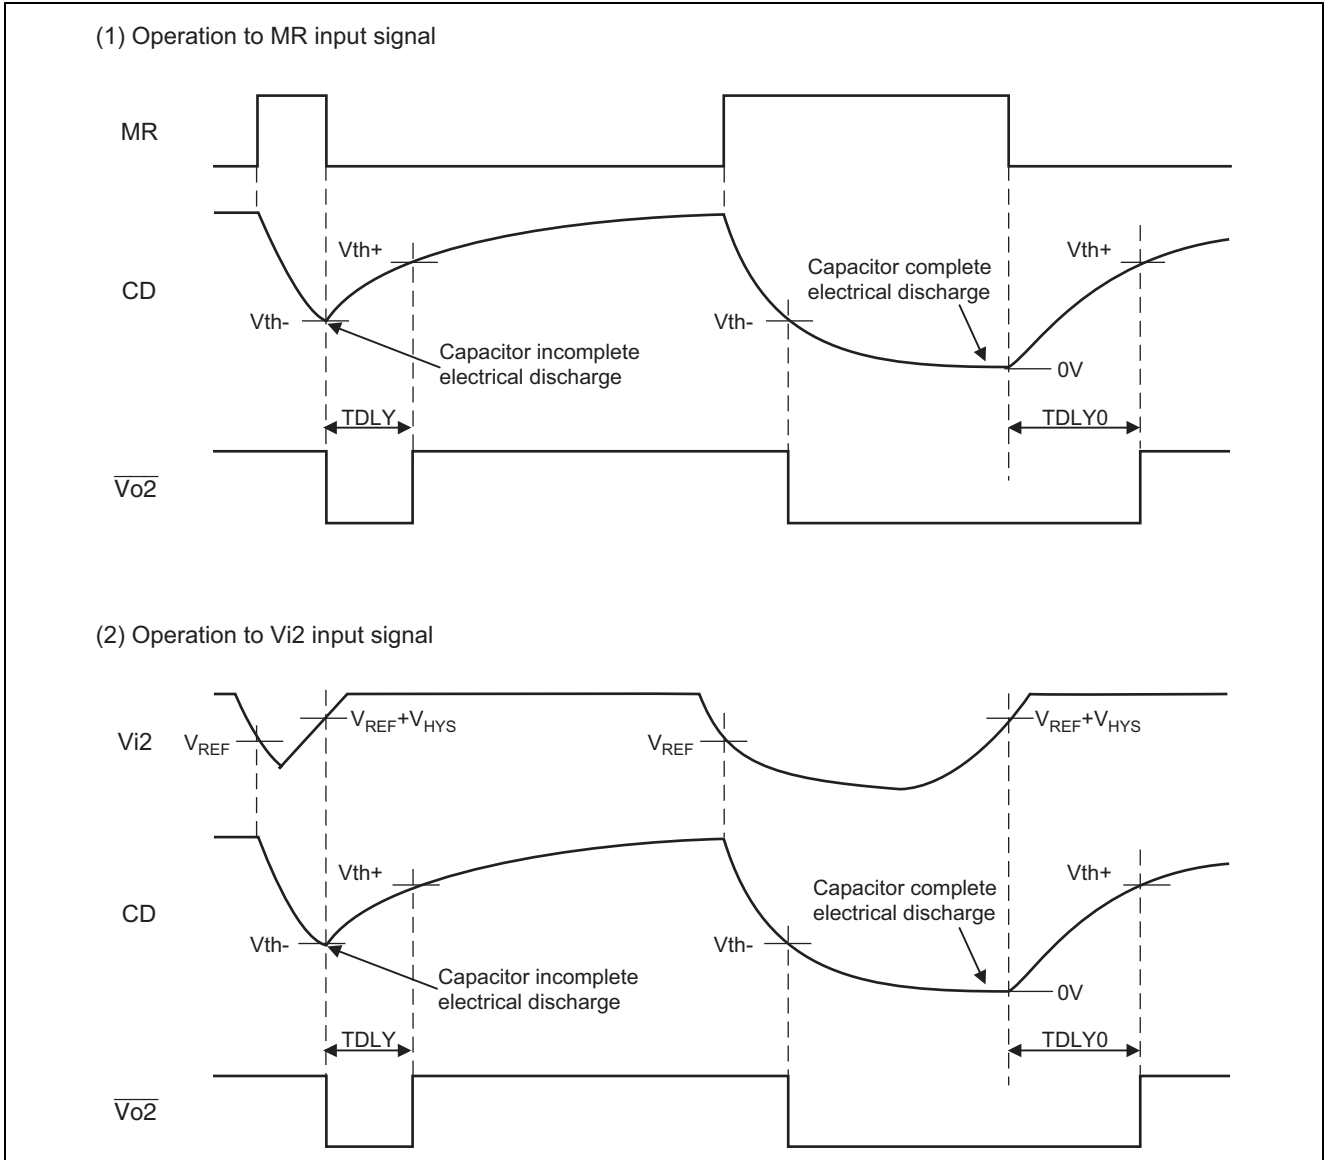 (1) Operation to MR input signal
MR
CD
Vth+
Vth-
Capacitor incomplete
electrical discharge
Vth-
Capacitor complete
electrical discharge
Vth+
0V
TDLY
TDLY0
V̅o̅2̅
(2) Operation to Vi2 input signal
Vi2
VREF
VREF+VHYS
VREF
VREF+VHYS
CD
Vth+
Vth-
Capacitor incomplete
electrical discharge
Vth-
Capacitor complete
electrical discharge
Vth+
0V
TDLY
TDLY0
V̅o̅2̅